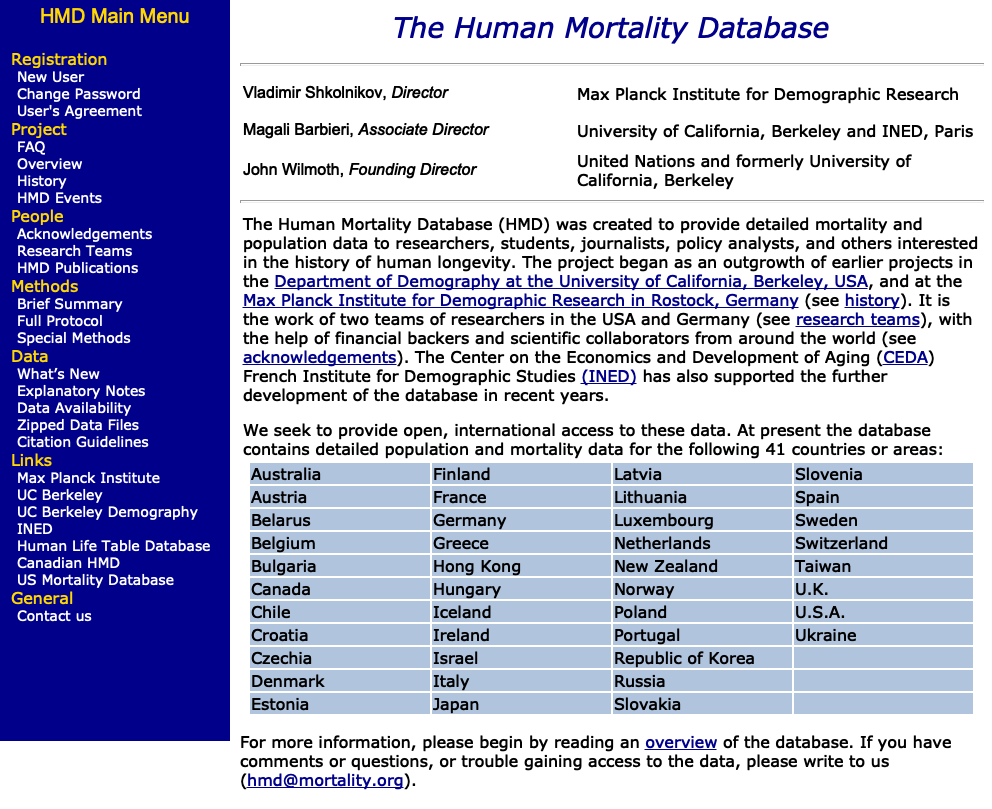 HMD Main Menu
Registration
New User
Change Password
User's Agreement
Project
FAQ
Overview
History
HMD Events
People
Acknowledgements
Research Teams
HMD Publications
Methods
Brief Summary
Full Protocol
Special Methods
Data
What's New
Explanatory Notes
Data Availability
Zipped Data Files
Citation Guidelines
Links
Max Planck Institute
UC Berkeley
UC Berkeley Demography
INED
Human Life Table Database
Canadian HMD
US Mortality Database
General
Contact us
The Human Mortality Database
Vladimir Shkolnikov, Director Max Planck Institute for Demographic Research
Magali Barbieri, Associate Director University of California, Berkeley and INED, Paris
John Wilmoth, Founding Director United Nations and formerly University of
California, Berkeley
The Human Mortality Database (HMD) was created to provide detailed mortality and
population data to researchers, students, journalists, policy analysts, and others interested
in the history of human longevity. The project began as an outgrowth of earlier projects in
the Department of Demography at the University of California, Berkeley, USA, and at the
Max Planck Institute for Demographic Research in Rostock, Germany (see history). It is
the work of two teams of researchers in the USA and Germany (see research teams), with
the help of financial backers and scientific collaborators from around the world (see
acknowledgements). The Center on the Economics and Development of Aging (CEDA)
French Institute for Demographic Studies (INED) has also supported the further
development of the database in recent years.
We seek to provide open, international access to these data. At present the database
contains detailed population and mortality data for the following 41 countries or areas:
Australia Finland Latvia Slovenia
Austria France Lithuania Spain
Belarus Germany Luxembourg Sweden
Belgium Greece Netherlands Switzerland
Bulgaria Hong Kong New Zealand Taiwan
Canada Hungary Norway U.K.
Chile Iceland Poland U.S.A.
Croatia Ireland Portugal Ukraine
Czechia Israel Republic of Korea
Denmark Italy Russia
Estonia Japan Slovakia
For more information, please begin by reading an overview of the database. If you have
comments or questions, or trouble gaining access to the data, please write to us
(hmd@mortality.org).